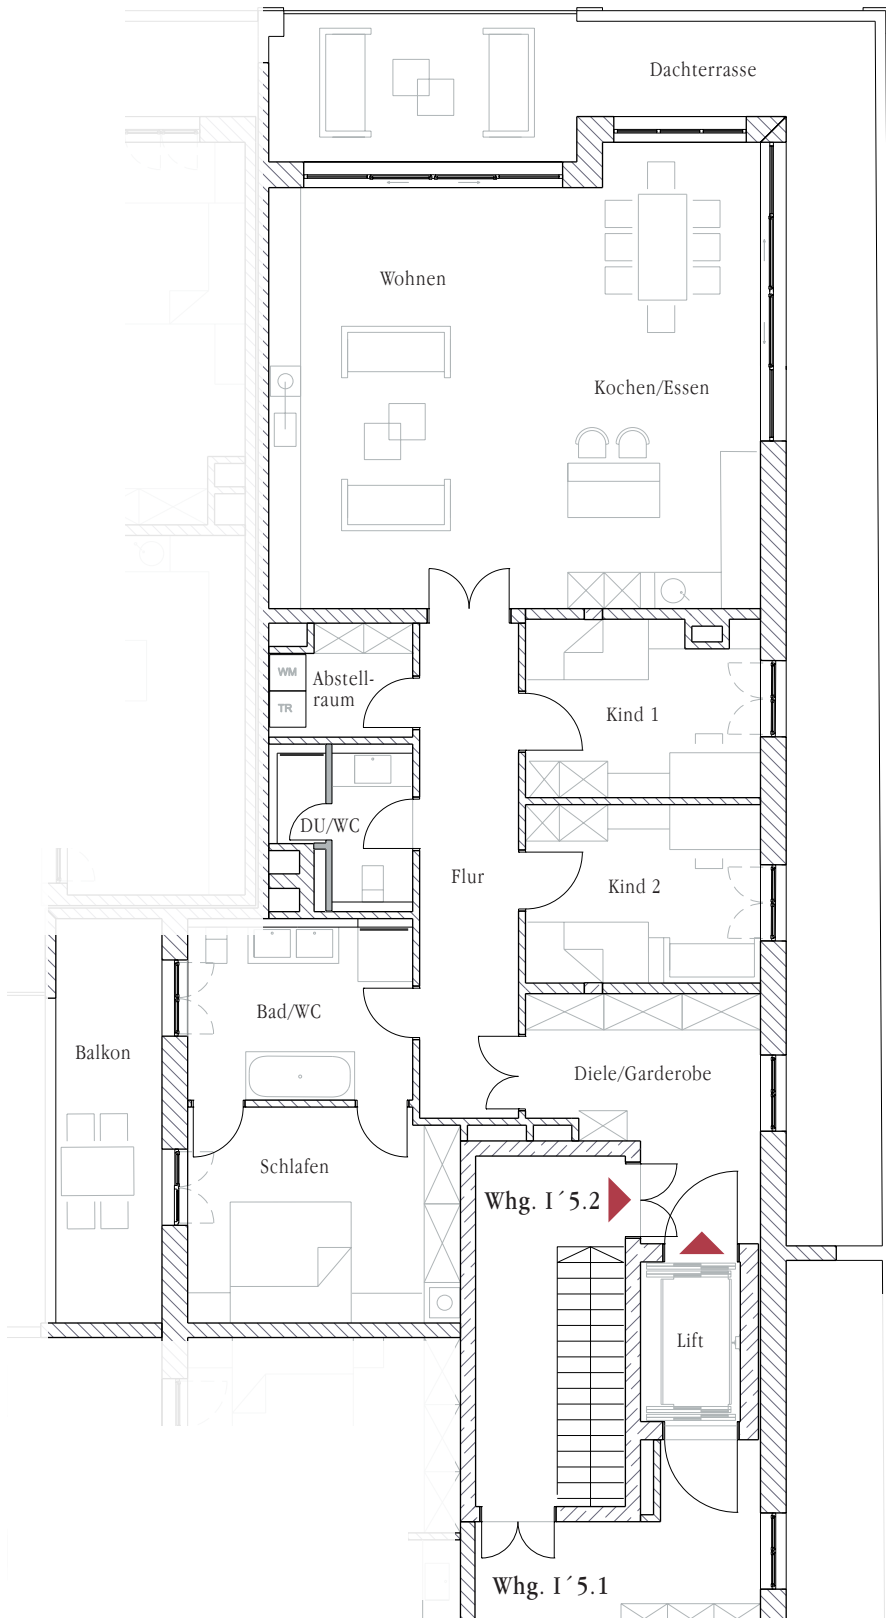 Dachterrasse
Wohnen
Kochen/Essen
WM
Abstell-
raum
TR
Kind 1
DU/WC
Flur
Kind 2
Bad/WC
Balkon
Diele/Garderobe
Schlafen
Whg. I´5.2
Lift
Whg. I´5.1